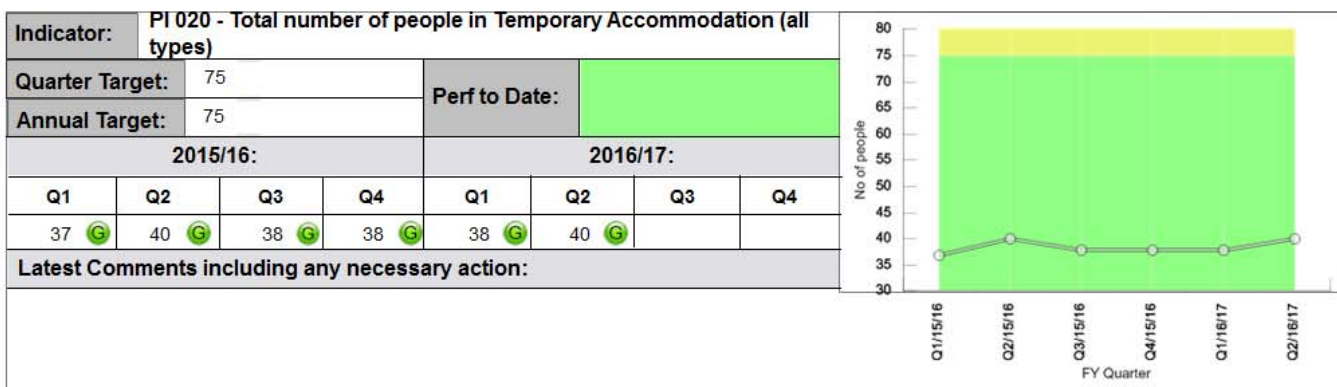 Indicator:
PI 020 - Total number of people in Temporary Accommodation (all
types)
Quarter Target:
75
Annual Target:
75
Perf to Date:
2015/16:
2016/17:
Q1 Q2 Q3 Q4 Q1 Q2 Q3 Q4
37 G 40 G 38 G 38 G 38 G 40 G
Latest Comments including any necessary action:
No of people
80
75
70
65
60
55
50
45
40
35
30
Q1/15/16
Q2/15/16
Q3/15/16
Q4/15/16
Q1/16/17
Q2/16/17
FY Quarter